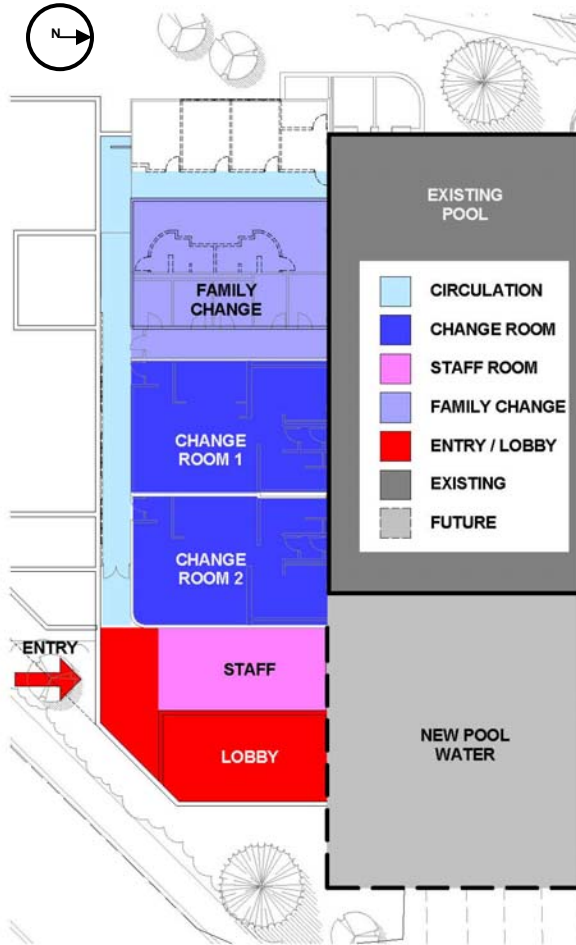 N
EXISTING
POOL
CIRCULATION
CHANGE ROOM
STAFF ROOM
FAMILY CHANGE
ENTRY / LOBBY
EXISTING
FUTURE
FAMILY
CHANGE
CHANGE
ROOM 1
CHANGE
ROOM 2
ENTRY
STAFF
LOBBY
NEW POOL
WATER